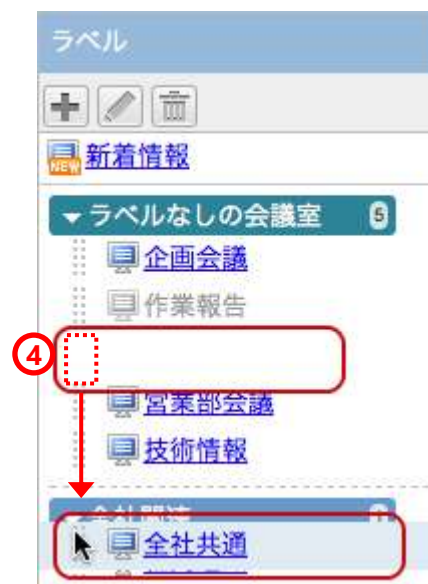 ラベル
NEW 新着情報
ラベルなしの会議室 5
企画会議
作業報告
④
営業部会議
技術情報
全社共通